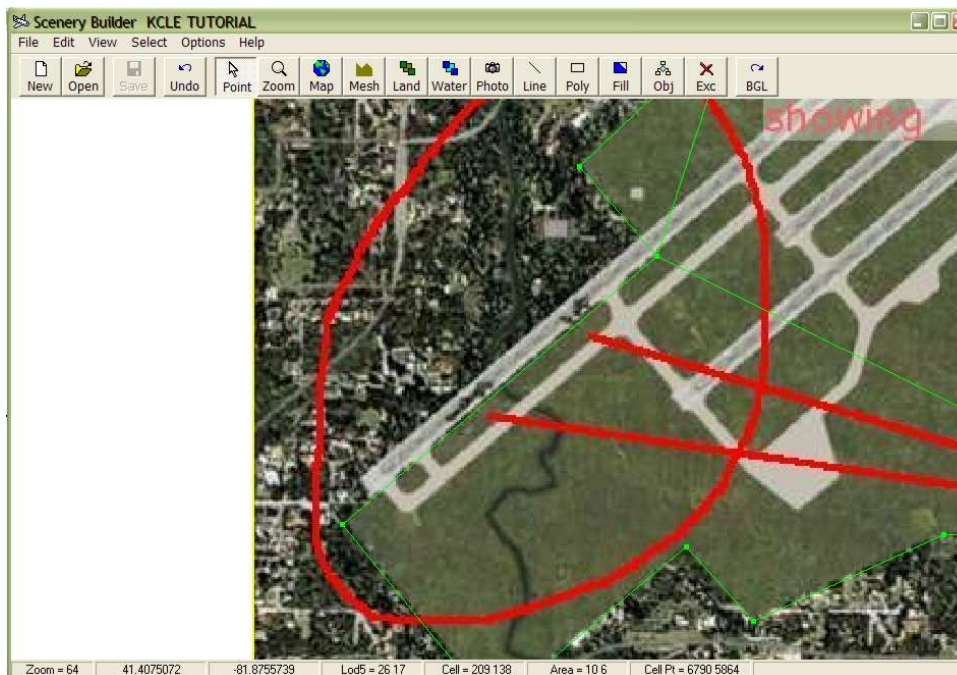 Scenery Builder KCLE TUTORIAL
File Edit View Select Options Help
New Open Save Undo Point Zoom Map Mesh Land Water Photo Line Poly Fill Obj Exc BGL
showing
Zoom = 64 41.4075072 -81.8755739 Lod5 = 26 17 Cell = 209 138 Area = 10 6 Cell Pt = 6790 5864